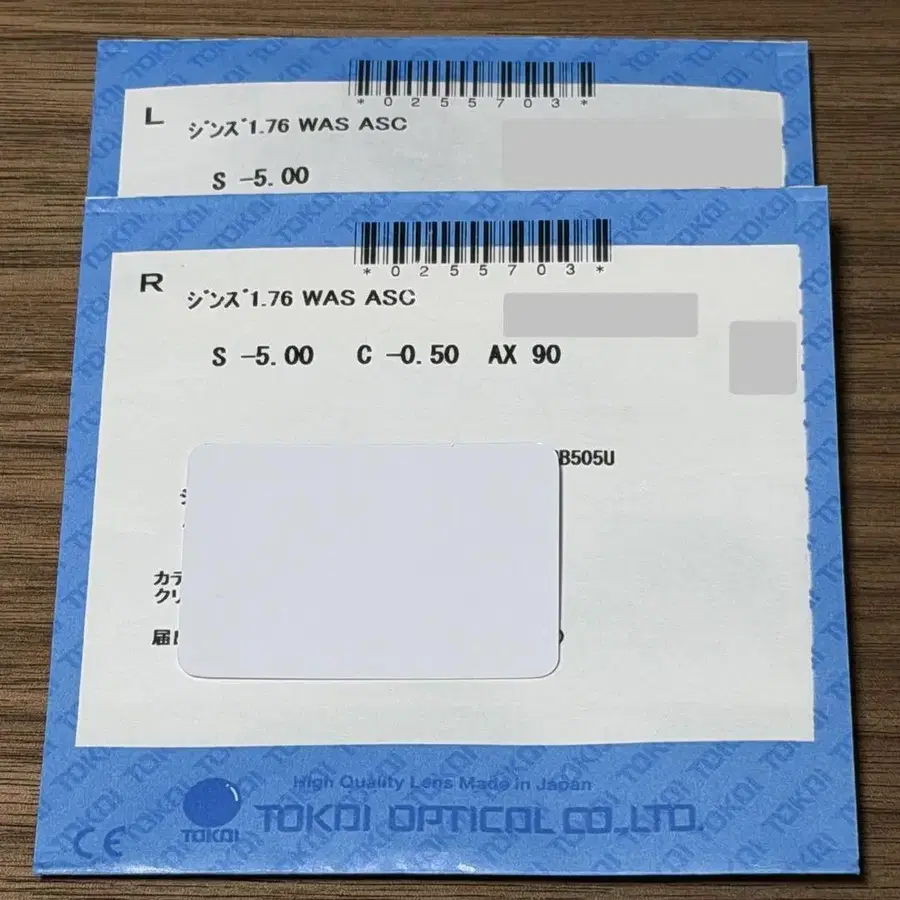 *0255703*
L
ジンズ1.76 WAS ASC
S -5.00
*0255703*
R
ジンズ1.76 WAS ASC
S -5.00 C -0.50 AX 90
B505U
カテ
クリ
届
High Quality Lens Made in Japan
TOKAI
TOKAI OPTICAL CO.,LTD.
CE